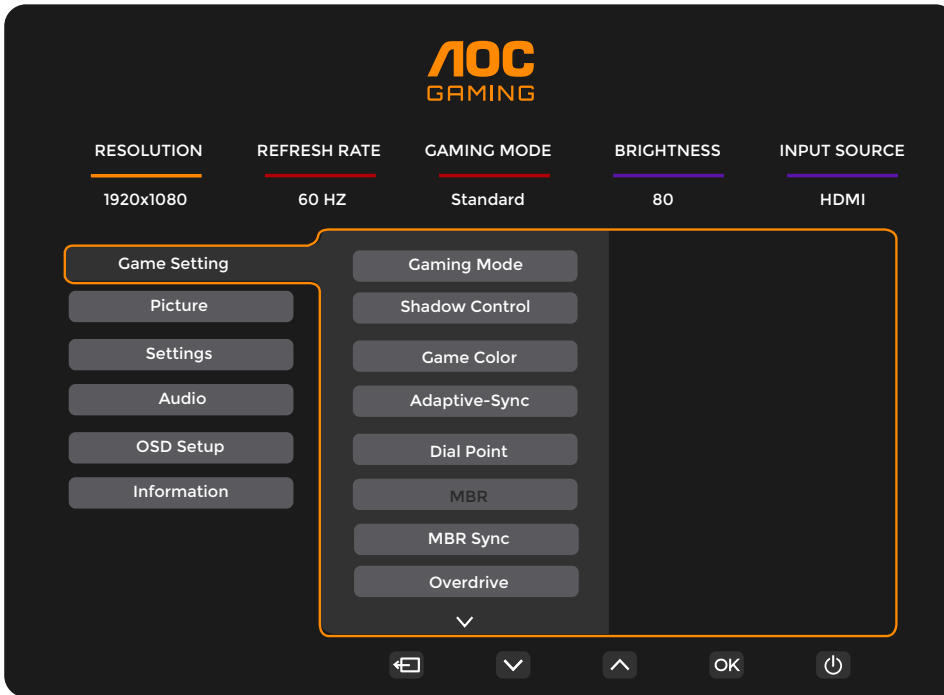 AOC
GAMING
RESOLUTION REFRESH RATE GAMING MODE BRIGHTNESS INPUT SOURCE
1920x1080 60 HZ Standard 80 HDMI
Game Setting Gaming Mode
Picture Shadow Control
Settings Game Color
Audio Adaptive-Sync
OSD Setup Dial Point
Information MBR
MBR Sync
Overdrive
OK